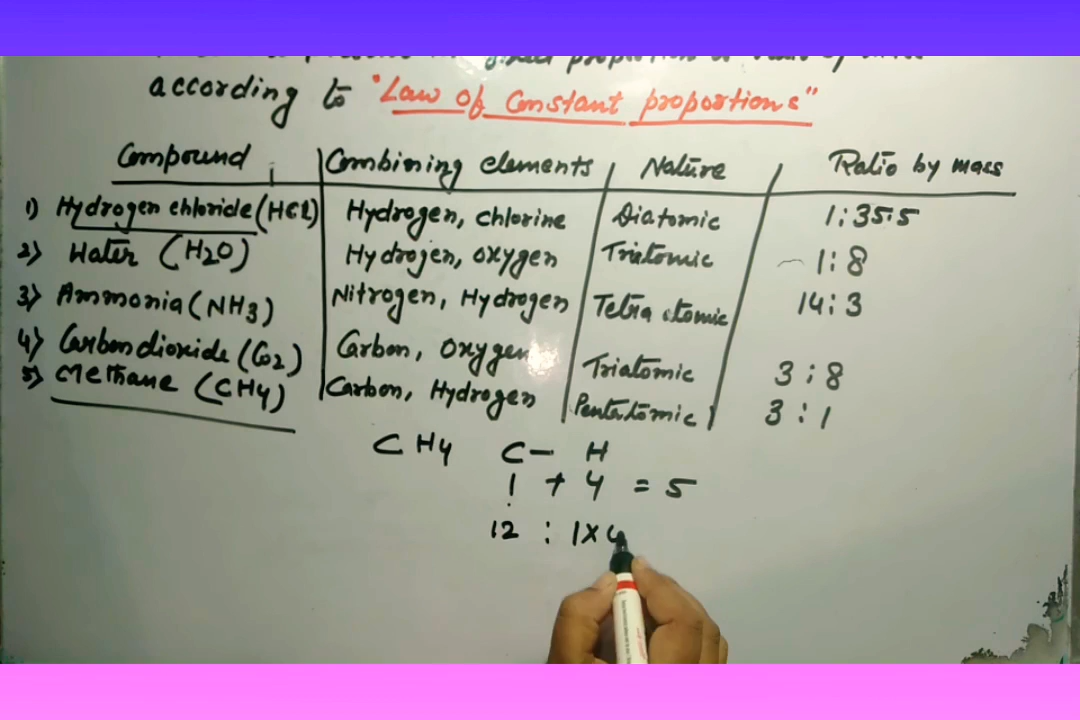 according to "Law of Constant proportions"
Compound Combining elements Nature Ratio by mass
1) Hydrogen chloride (HCl) Hydrogen, chlorine Diatomic 1:35.5
2) Water (H2O) Hydrogen, oxygen Triatomic 1:8
3) Ammonia (NH3) Nitrogen, Hydrogen Tetra atomic 14:3
4) Carbondioxide (CO2) Carbon, Oxygen Triatomic 3:8
5) Methane (CH4) Carbon, Hydrogen Pentatomic 3:1
CH4 C- H
1 + 4 = 5
12 : 1×